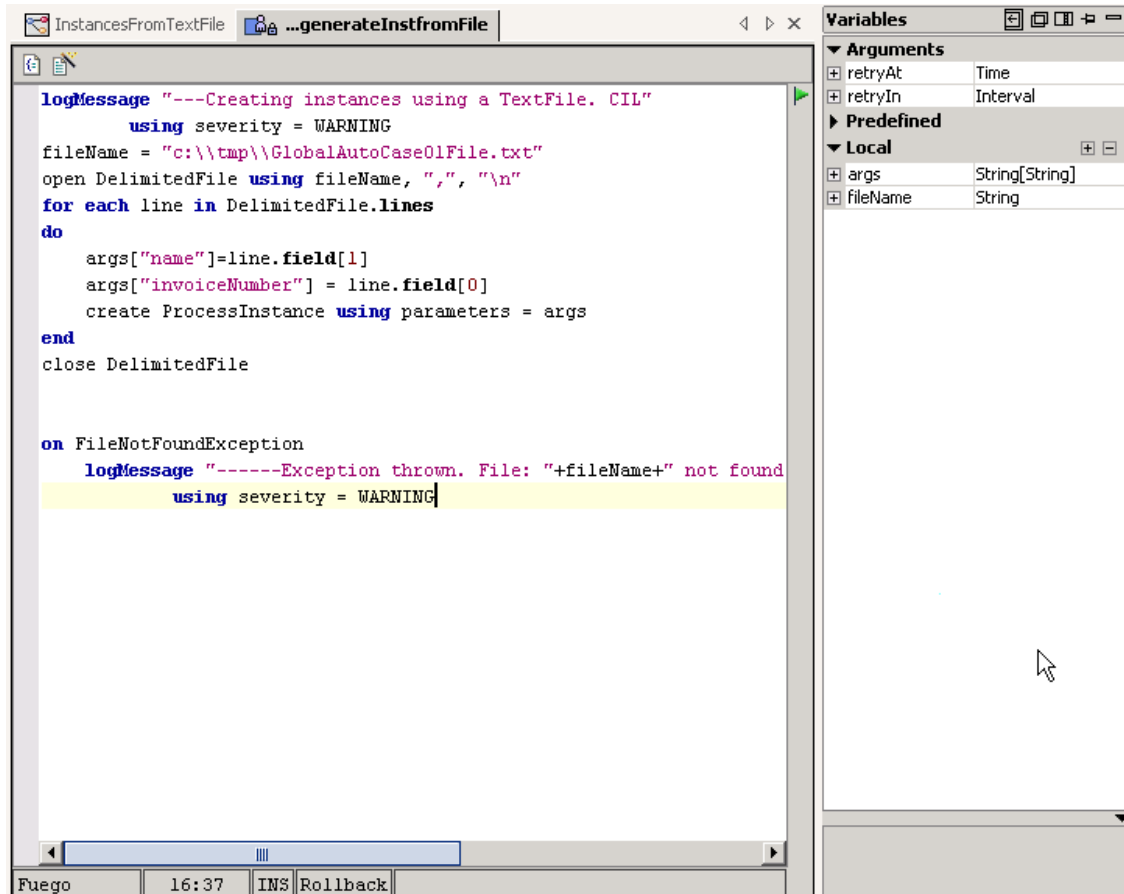 InstancesFromTextFile ...generateInstfromFile
logMessage "---Creating instances using a TextFile. CIL"
using severity = WARNING
fileName = "c:\\tmp\\GlobalAutoCase01File.txt"
open DelimitedFile using fileName, ",", "\n"
for each line in DelimitedFile.lines
do
args["name"]=line.field[1]
args["invoiceNumber"] = line.field[0]
create ProcessInstance using parameters = args
end
close DelimitedFile
on FileNotFoundException
logMessage "------Exception thrown. File: "+fileName+" not found
using severity = WARNING
Fuego 16:37 INS Rollback
Variables
Arguments
retryAt Time
retryIn Interval
Predefined
Local
args String[String]
fileName String